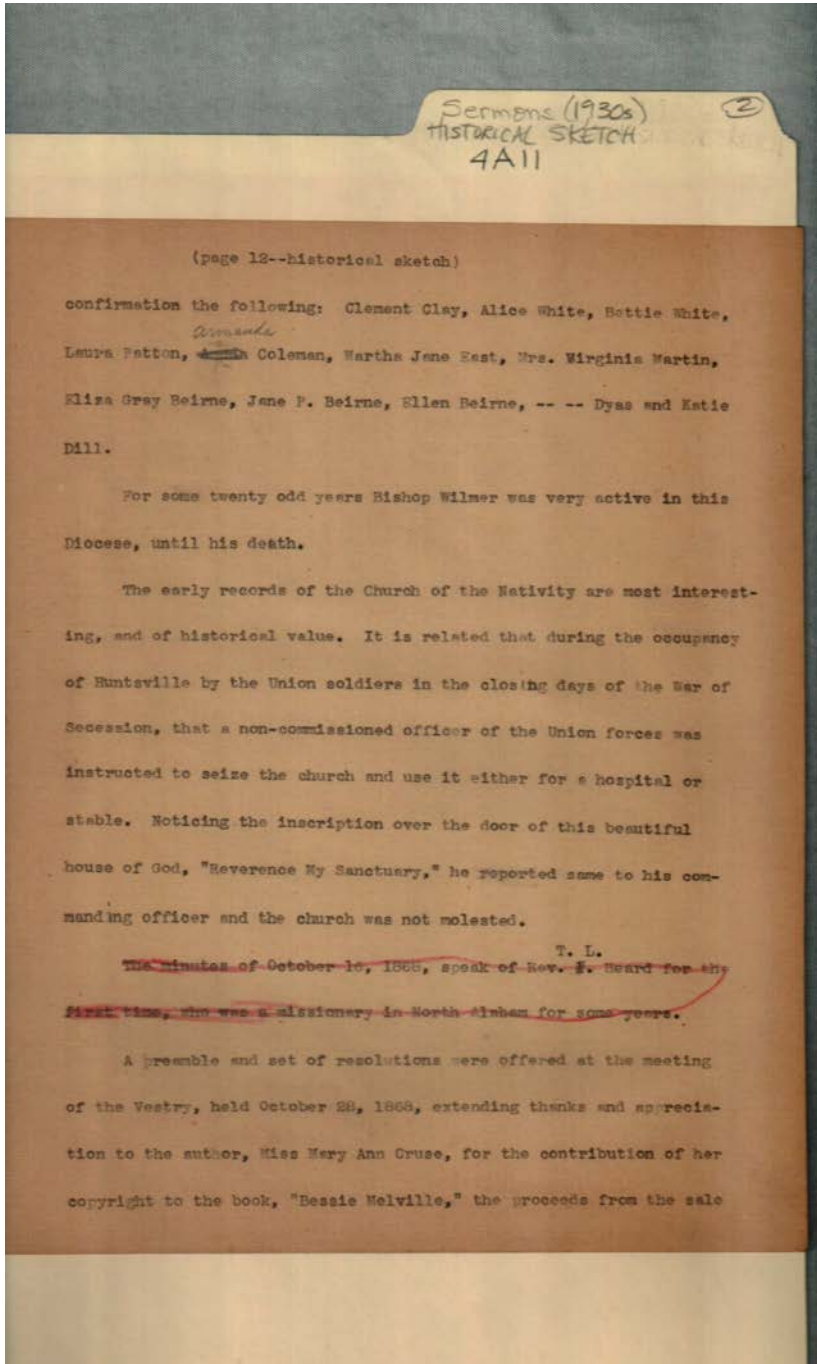 Sermons (1930s) 2
HISTORICAL SKETCH
4A11
(page 12--historical sketch)
confirmation the following: Clement Clay, Alice White, Bettie White,
Amanda
Laura Patton, Coleman, Martha Jane East, Mrs. Virginia Martin,
Eliza Gray Beirne, Jane P. Beirne, Ellen Beirne, -- -- Dyas and Katie
Dill.
For some twenty odd years Bishop Wilmer was very active in this
Diocese, until his death.
The early records of the Church of the Nativity are most interest-
ing, and of historical value. It is related that during the occupancy
of Huntsville by the Union soldiers in the closing days of the War of
Secession, that a non-commissioned officer of the Union forces was
instructed to seize the church and use it either for a hospital or
stable. Noticing the inscription over the door of this beautiful
house of God, "Reverence My Sanctuary," he reported same to his com-
manding officer and the church was not molested.
T. L.
The minutes of October 16, 1868, speak of Rev. Beard for the
first time, who was a missionary in North Alabam for some years.
A preamble and set of resolutions were offered at the meeting
of the Vestry, held October 28, 1868, extending thanks and apprecia-
tion to the author, Miss Mary Ann Cruse, for the contribution of her
copyright to the book, "Bessie Melville," the proceeds from the sale